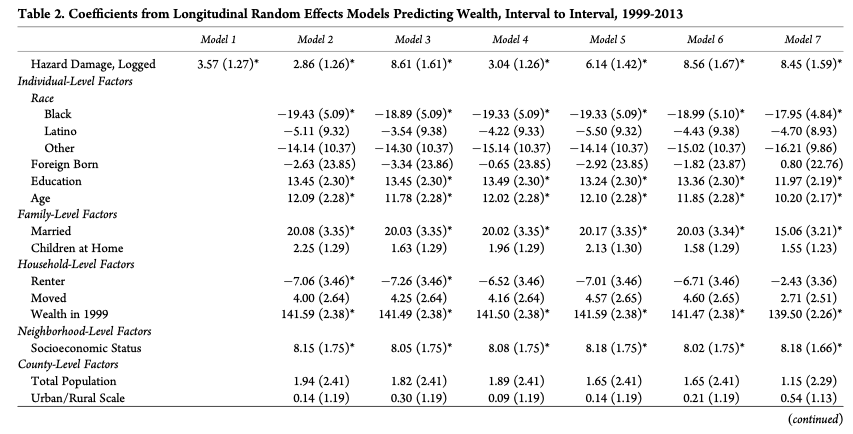 Table 2. Coefficients from Longitudinal Random Effects Models Predicting Wealth, Interval to Interval, 1999-2013
Model 1 Model 2 Model 3 Model 4 Model 5 Model 6 Model 7
Hazard Damage, Logged 3.57 (1.27)* 2.86 (1.26)* 8.61 (1.61)* 3.04 (1.26)* 6.14 (1.42)* 8.56 (1.67)* 8.45 (1.59)*
Individual-Level Factors
Race
Black −19.43 (5.09)* −18.89 (5.09)* −19.33 (5.09)* −19.33 (5.09)* −18.99 (5.10)* −17.95 (4.84)*
Latino −5.11 (9.32) −3.54 (9.38) −4.22 (9.33) −5.50 (9.32) −4.43 (9.38) −4.70 (8.93)
Other −14.14 (10.37) −14.30 (10.37) −15.14 (10.37) −14.14 (10.37) −15.02 (10.37) −16.21 (9.86)
Foreign Born −2.63 (23.85) −3.34 (23.86) −0.65 (23.85) −2.92 (23.85) −1.82 (23.87) 0.80 (22.76)
Education 13.45 (2.30)* 13.45 (2.30)* 13.49 (2.30)* 13.24 (2.30)* 13.36 (2.30)* 11.97 (2.19)*
Age 12.09 (2.28)* 11.78 (2.28)* 12.02 (2.28)* 12.10 (2.28)* 11.85 (2.28)* 10.20 (2.17)*
Family-Level Factors
Married 20.08 (3.35)* 20.03 (3.35)* 20.02 (3.35)* 20.17 (3.35)* 20.03 (3.34)* 15.06 (3.21)*
Children at Home 2.25 (1.29) 1.63 (1.29) 1.96 (1.29) 2.13 (1.30) 1.58 (1.29) 1.55 (1.23)
Household-Level Factors
Renter −7.06 (3.46)* −7.26 (3.46)* −6.52 (3.46) −7.01 (3.46) −6.71 (3.46) −2.43 (3.36)
Moved 4.00 (2.64) 4.25 (2.64) 4.16 (2.64) 4.57 (2.65) 4.60 (2.65) 2.71 (2.51)
Wealth in 1999 141.59 (2.38)* 141.49 (2.38)* 141.50 (2.38)* 141.59 (2.38)* 141.47 (2.38)* 139.50 (2.26)*
Neighborhood-Level Factors
Socioeconomic Status 8.15 (1.75)* 8.05 (1.75)* 8.08 (1.75)* 8.18 (1.75)* 8.02 (1.75)* 8.18 (1.66)*
County-Level Factors
Total Population 1.94 (2.41) 1.82 (2.41) 1.89 (2.41) 1.65 (2.41) 1.65 (2.41) 1.15 (2.29)
Urban/Rural Scale 0.14 (1.19) 0.30 (1.19) 0.09 (1.19) 0.14 (1.19) 0.21 (1.19) 0.54 (1.13)
(continued)